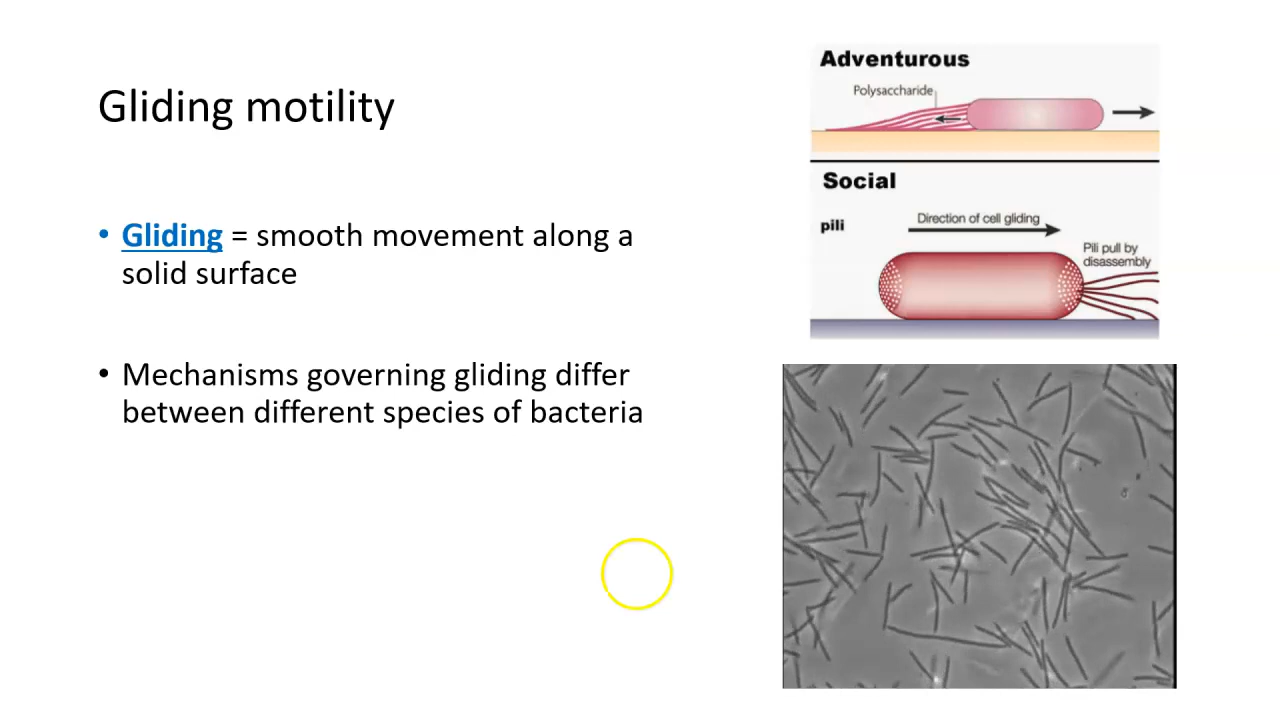 Gliding motility
• Gliding = smooth movement along a
solid surface
• Mechanisms governing gliding differ
between different species of bacteria
Adventurous
Polysaccharide
Social
pili
Direction of cell gliding
Pili pull by
disassembly